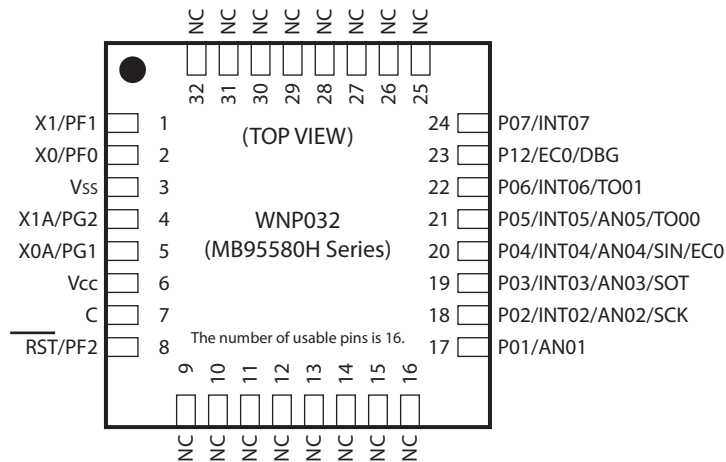 NC NC NC NC NC NC NC NC
32 31 30 29 28 27 26 25
X1/PF1 1
X0/PF0 2
Vss 3
X1A/PG2 4
X0A/PG1 5
Vcc 6
C 7
RST/PF2 8
(TOP VIEW)
WNP032
(MB95580H Series)
The number of usable pins is 16.
24 P07/INT07
23 P12/EC0/DBG
22 P06/INT06/TO01
21 P05/INT05/AN05/TO00
20 P04/INT04/AN04/SIN/EC0
19 P03/INT03/AN03/SOT
18 P02/INT02/AN02/SCK
17 P01/AN01
9 10 11 12 13 14 15 16
NC NC NC NC NC NC NC NC